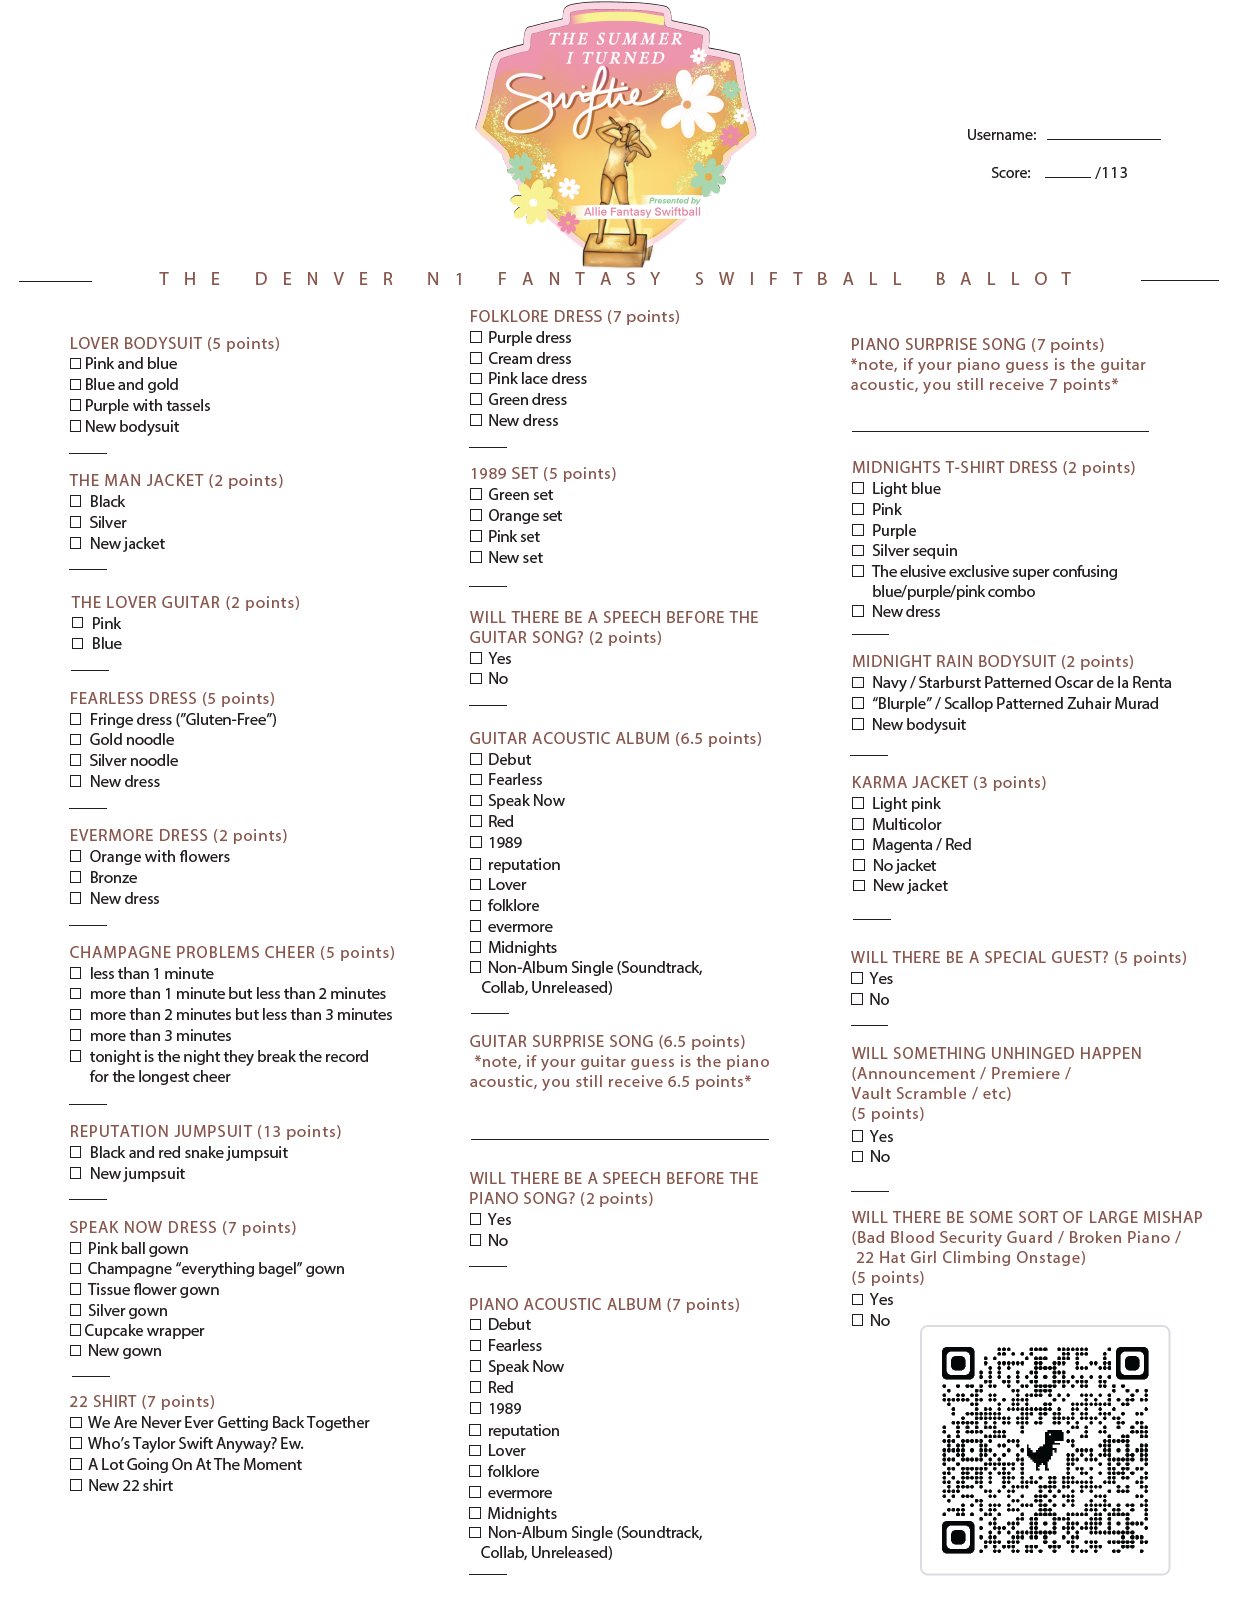 THE SUMMER
I TURNED
Swiftie
Presented by
Allie Fantasy Swiftball
Username:
Score: /113
THE DENVER N1 FANTASY SWIFTBALL BALLOT
LOVER BODYSUIT (5 points)
Pink and blue
Blue and gold
Purple with tassels
New bodysuit
THE MAN JACKET (2 points)
Black
Silver
New jacket
THE LOVER GUITAR (2 points)
Pink
Blue
FEARLESS DRESS (5 points)
Fringe dress ("Gluten-Free")
Gold noodle
Silver noodle
New dress
EVERMORE DRESS (2 points)
Orange with flowers
Bronze
New dress
CHAMPAGNE PROBLEMS CHEER (5 points)
less than 1 minute
more than 1 minute but less than 2 minutes
more than 2 minutes but less than 3 minutes
more than 3 minutes
tonight is the night they break the record
for the longest cheer
REPUTATION JUMPSUIT (13 points)
Black and red snake jumpsuit
New jumpsuit
SPEAK NOW DRESS (7 points)
Pink ball gown
Champagne “everything bagel” gown
Tissue flower gown
Silver gown
Cupcake wrapper
New gown
22 SHIRT (7 points)
We Are Never Ever Getting Back Together
Who’s Taylor Swift Anyway? Ew.
A Lot Going On At The Moment
New 22 shirt
FOLKLORE DRESS (7 points)
Purple dress
Cream dress
Pink lace dress
Green dress
New dress
1989 SET (5 points)
Green set
Orange set
Pink set
New set
WILL THERE BE A SPEECH BEFORE THE
GUITAR SONG? (2 points)
Yes
No
GUITAR ACOUSTIC ALBUM (6.5 points)
Debut
Fearless
Speak Now
Red
1989
reputation
Lover
folklore
evermore
Midnights
Non-Album Single (Soundtrack,
Collab, Unreleased)
GUITAR SURPRISE SONG (6.5 points)
*note, if your guitar guess is the piano
acoustic, you still receive 6.5 points*
WILL THERE BE A SPEECH BEFORE THE
PIANO SONG? (2 points)
Yes
No
PIANO ACOUSTIC ALBUM (7 points)
Debut
Fearless
Speak Now
Red
1989
reputation
Lover
folklore
evermore
Midnights
Non-Album Single (Soundtrack,
Collab, Unreleased)
PIANO SURPRISE SONG (7 points)
*note, if your piano guess is the guitar
acoustic, you still receive 7 points*
MIDNIGHTS T-SHIRT DRESS (2 points)
Light blue
Pink
Purple
Silver sequin
The elusive exclusive super confusing
blue/purple/pink combo
New dress
MIDNIGHT RAIN BODYSUIT (2 points)
Navy / Starburst Patterned Oscar de la Renta
“Blurple” / Scallop Patterned Zuhair Murad
New bodysuit
KARMA JACKET (3 points)
Light pink
Multicolor
Magenta / Red
No jacket
New jacket
WILL THERE BE A SPECIAL GUEST? (5 points)
Yes
No
WILL SOMETHING UNHINGED HAPPEN
(Announcement / Premiere /
Vault Scramble / etc)
(5 points)
Yes
No
WILL THERE BE SOME SORT OF LARGE MISHAP
(Bad Blood Security Guard / Broken Piano /
22 Hat Girl Climbing Onstage)
(5 points)
Yes
No